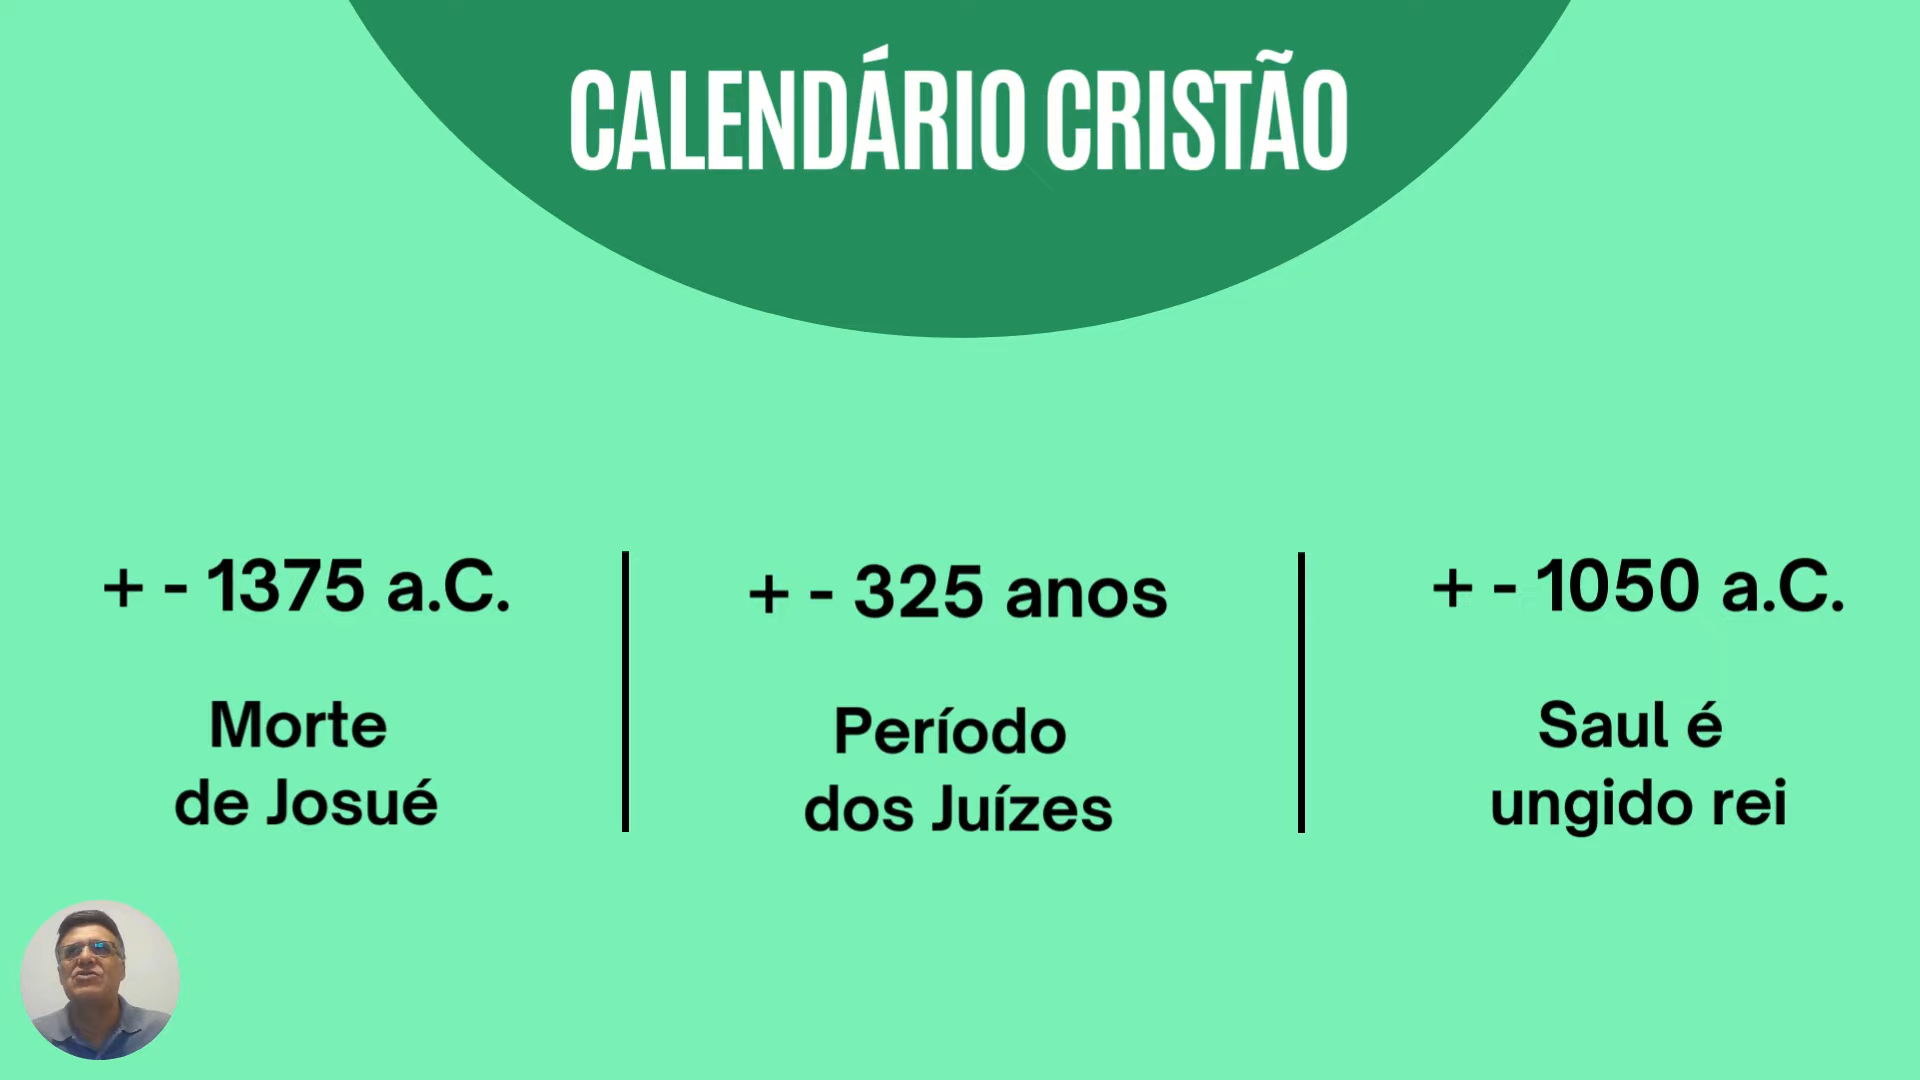 CALENDÁRIO CRISTÃO
+ - 1375 a.C.
Morte
de Josué
+ - 325 anos
Período
dos Juízes
+ - 1050 a.C.
Saul é
ungido rei